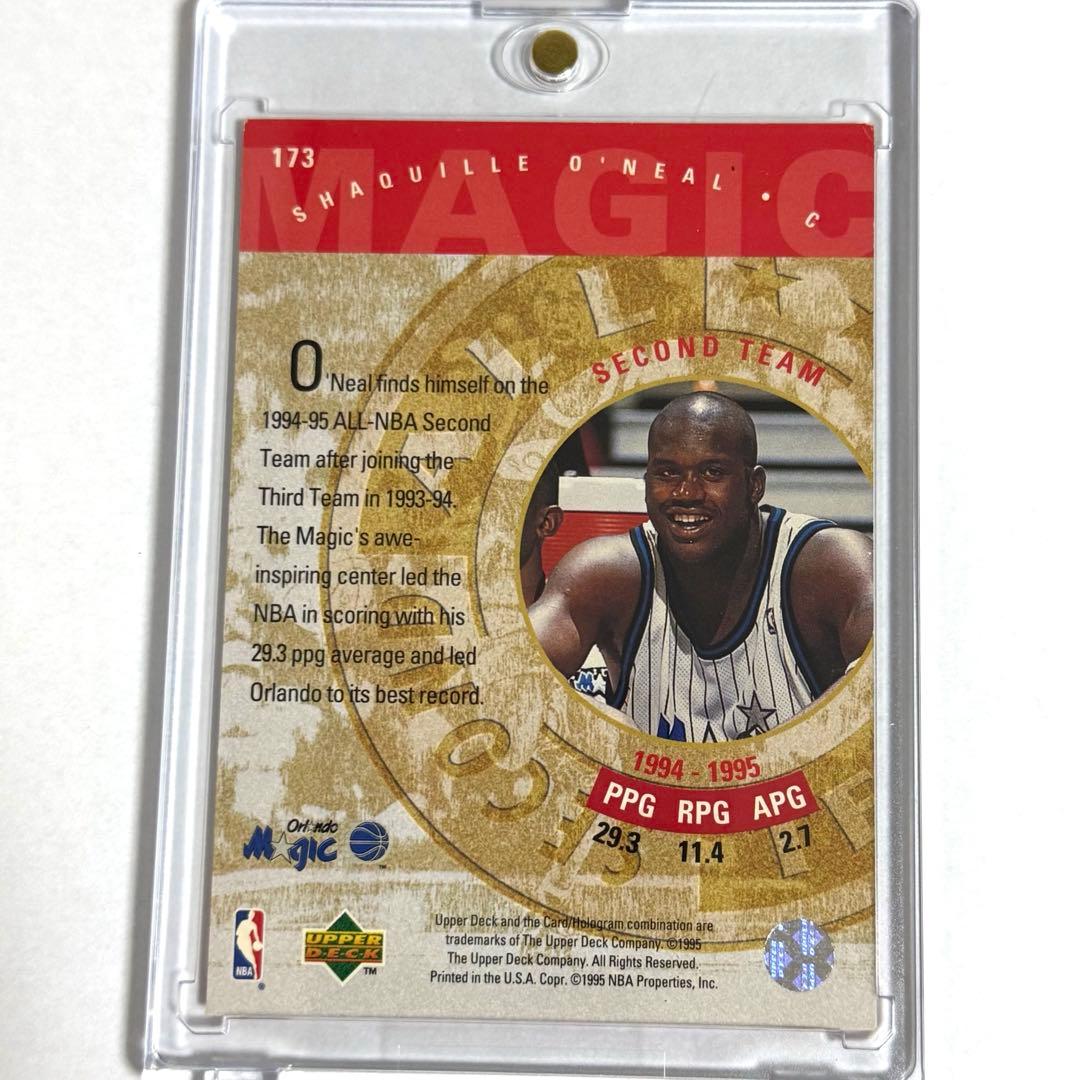 173
MAGIC
SHAQUILLE O'NEAL • C
SECOND TEAM
O'Neal finds himself on the
1994-95 ALL-NBA Second
Team after joining the
Third Team in 1993-94.
The Magic's awe-
inspiring center led the
NBA in scoring with his
29.3 ppg average and led
Orlando to its best record.
1994 - 1995
PPG RPG APG
29.3 11.4 2.7
Orlando
Magic
NBA
UPPER
DECK
TM
Upper Deck and the Card/Hologram combination are
trademarks of The Upper Deck Company. ©1995
The Upper Deck Company. All Rights Reserved.
Printed in the U.S.A. Copr. ©1995 NBA Properties, Inc.